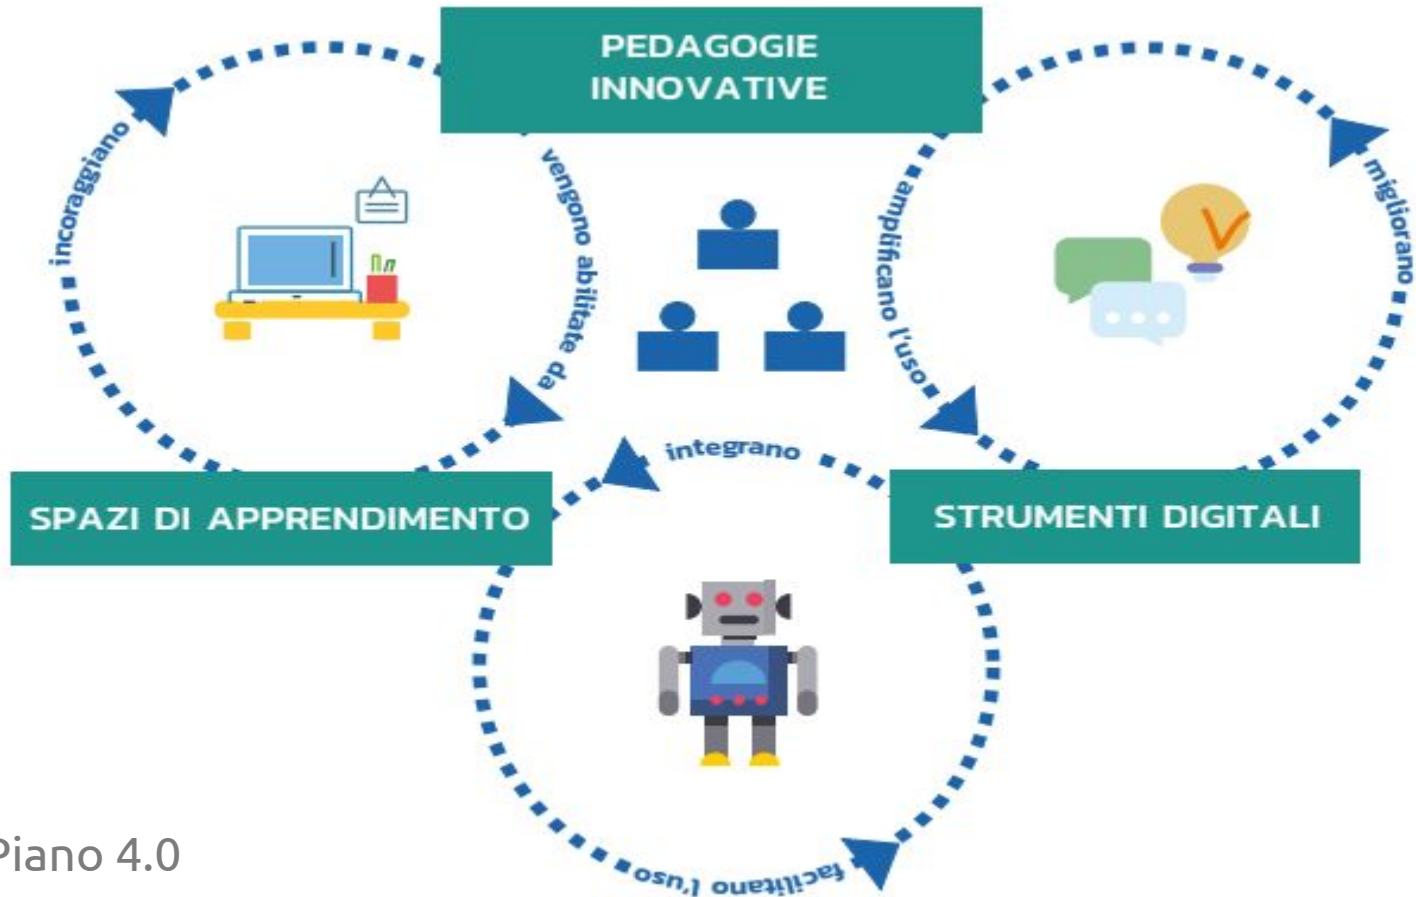 PEDAGOGIE
INNOVATIVE
incoraggiano
vengono abilitate da
amplificano l'uso
migliorano
integrano
SPAZI DI APPRENDIMENTO
STRUMENTI DIGITALI
facilitano l'uso
Piano 4.0